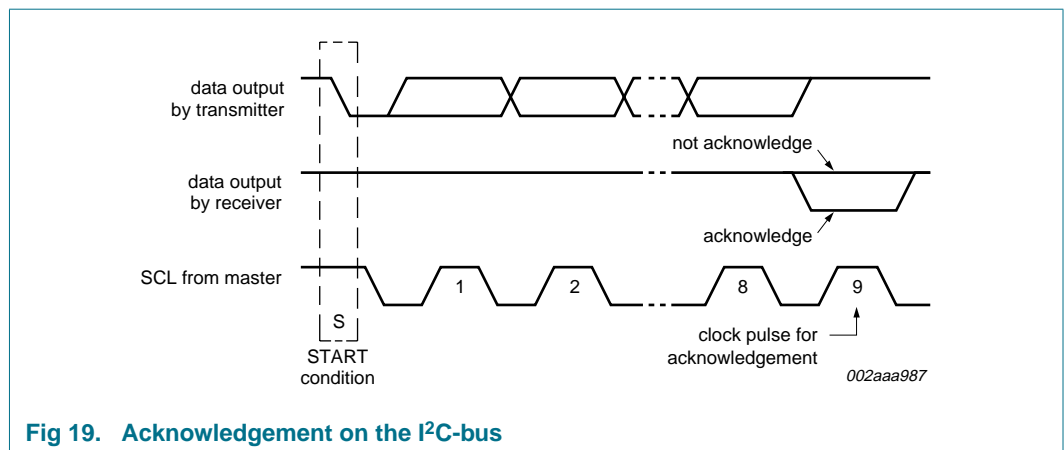 data output
by transmitter
not acknowledge
data output
by receiver
acknowledge
SCL from master
1
2
8
9
S
START
condition
clock pulse for
acknowledgement
002aaa987
Fig 19. Acknowledgement on the I²C-bus